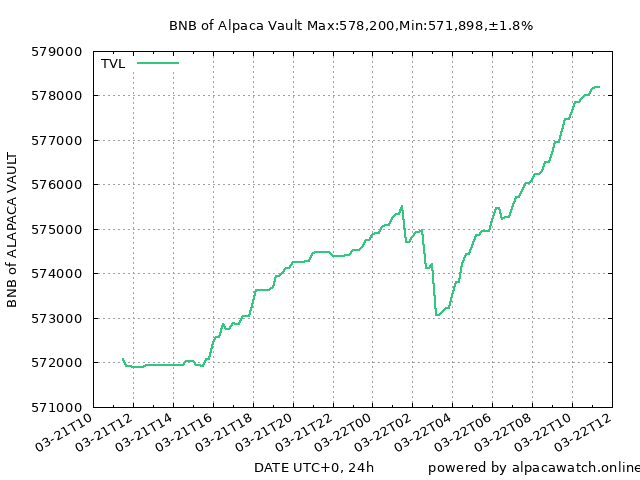 BNB of Alpaca Vault Max:578,200,Min:571,898,±1.8%
TVL
579000
578000
577000
576000
575000
574000
573000
572000
571000
BNB of ALAPACA VAULT
03-21T10
03-21T12
03-21T14
03-21T16
03-21T18
03-21T20
03-21T22
03-22T00
03-22T02
03-22T04
03-22T06
03-22T08
03-22T10
03-22T12
DATE UTC+0, 24h
powered by alpacawatch.online